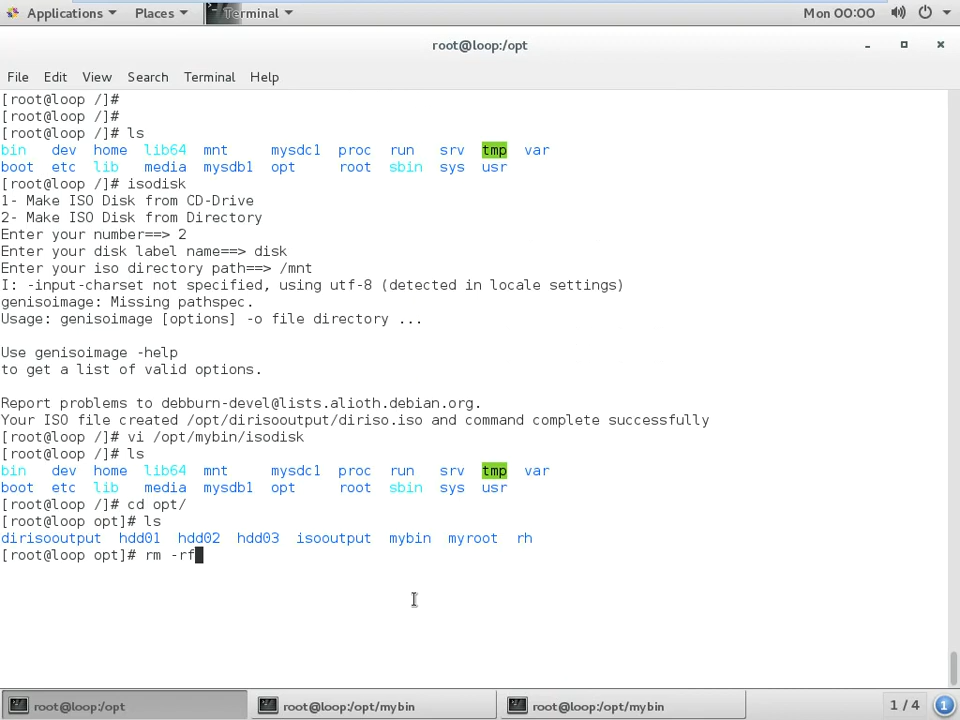 Applications Places Terminal Mon 00:00
root@loop:/opt
File Edit View Search Terminal Help
[root@loop /]#
[root@loop /]#
[root@loop /]# ls
bin dev home lib64 mnt mysdc1 proc run srv tmp var
boot etc lib media mysdb1 opt root sbin sys usr
[root@loop /]# isodisk
1- Make ISO Disk from CD-Drive
2- Make ISO Disk from Directory
Enter your number==> 2
Enter your disk label name==> disk
Enter your iso directory path==> /mnt
I: -input-charset not specified, using utf-8 (detected in locale settings)
genisoimage: Missing pathspec.
Usage: genisoimage [options] -o file directory ...
Use genisoimage -help
to get a list of valid options.
Report problems to debburn-devel@lists.alioth.debian.org.
Your ISO file created /opt/dirisooutput/diriso.iso and command complete successfully
[root@loop /]# vi /opt/mybin/isodisk
[root@loop /]# ls
bin dev home lib64 mnt mysdc1 proc run srv tmp var
boot etc lib media mysdb1 opt root sbin sys usr
[root@loop /]# cd opt/
[root@loop opt]# ls
dirisooutput hdd01 hdd02 hdd03 isooutput mybin myroot rh
[root@loop opt]# rm -rf
root@loop:/opt root@loop:/opt/mybin root@loop:/opt/mybin 1 / 4 1